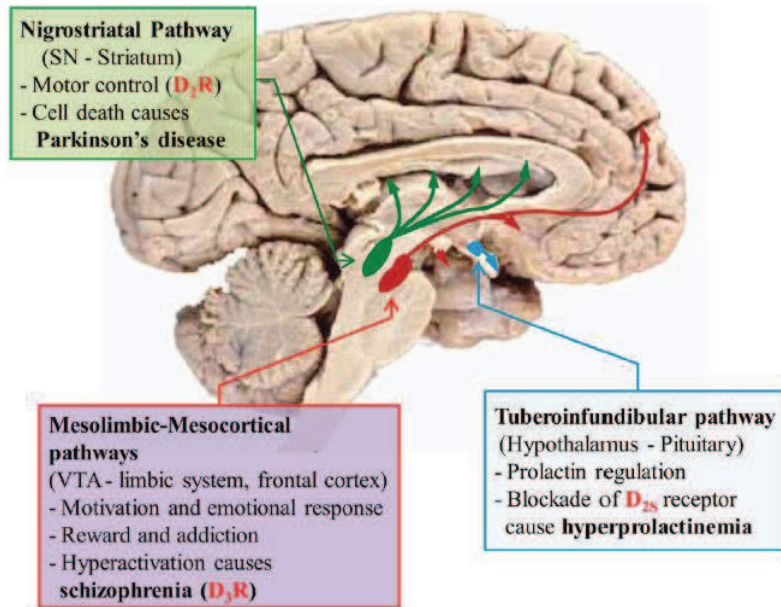 Nigrostriatal Pathway
(SN - Striatum)
- Motor control (D₂R)
- Cell death causes
Parkinson's disease
Mesolimbic-Mesocortical
pathways
(VTA - limbic system, frontal cortex)
- Motivation and emotional response
- Reward and addiction
- Hyperactivation causes
schizophrenia (D₃R)
Tuberoinfundibular pathway
(Hypothalamus - Pituitary)
- Prolactin regulation
- Blockade of D₂ₛ receptor
cause hyperprolactinemia